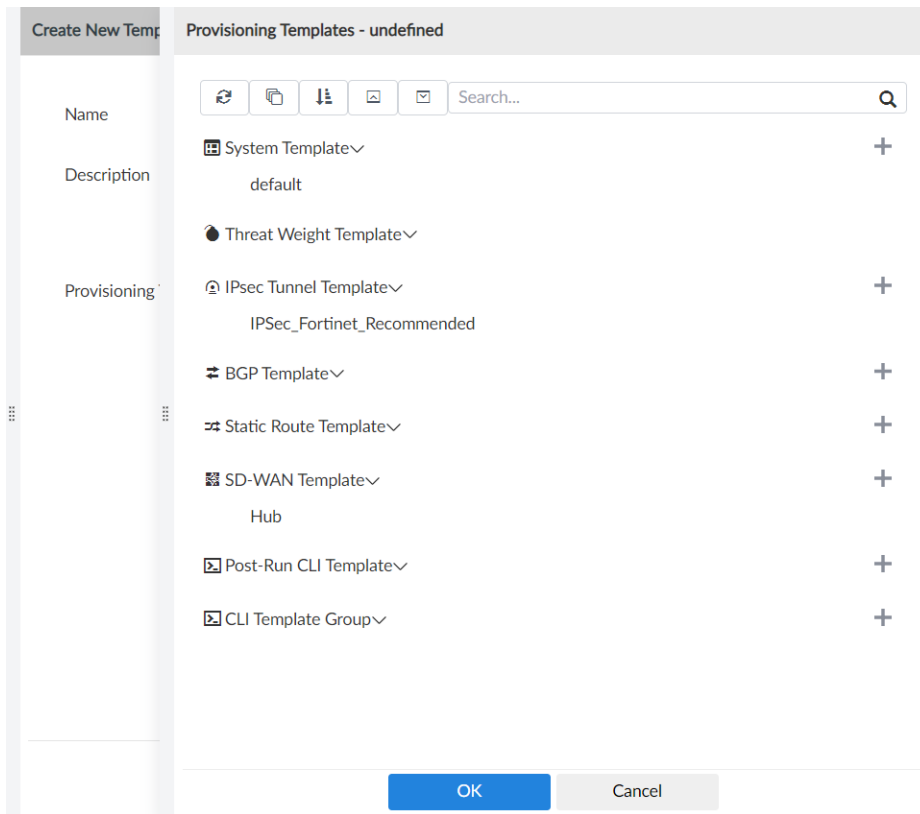 Create New Temp
Provisioning Templates - undefined
Search...
Name
System Template
Description
default
Threat Weight Template
Provisioning
IPsec Tunnel Template
IPSec_Fortinet_Recommended
BGP Template
Static Route Template
SD-WAN Template
Hub
Post-Run CLI Template
CLI Template Group
OK
Cancel